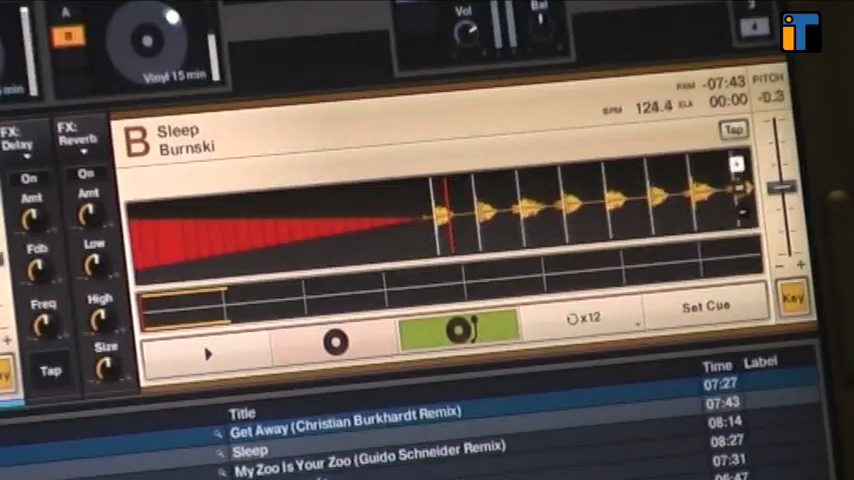 A
B
Vinyl 15 min
Vol
Bal
3
4
iT
FX:
Delay
On
Amt
Fdb
Freq
Tap
FX:
Reverb
On
Amt
Low
High
Size
B
Sleep
Burnski
BPM 124.4
-07:43
ELA 00:00
PITCH
-0.3
Tap
x12
Set Cue
Key
Title
Time
Label
Get Away (Christian Burkhardt Remix)
07:27
Sleep
07:43
08:14
My Zoo Is Your Zoo (Guido Schneider Remix)
08:27
07:31